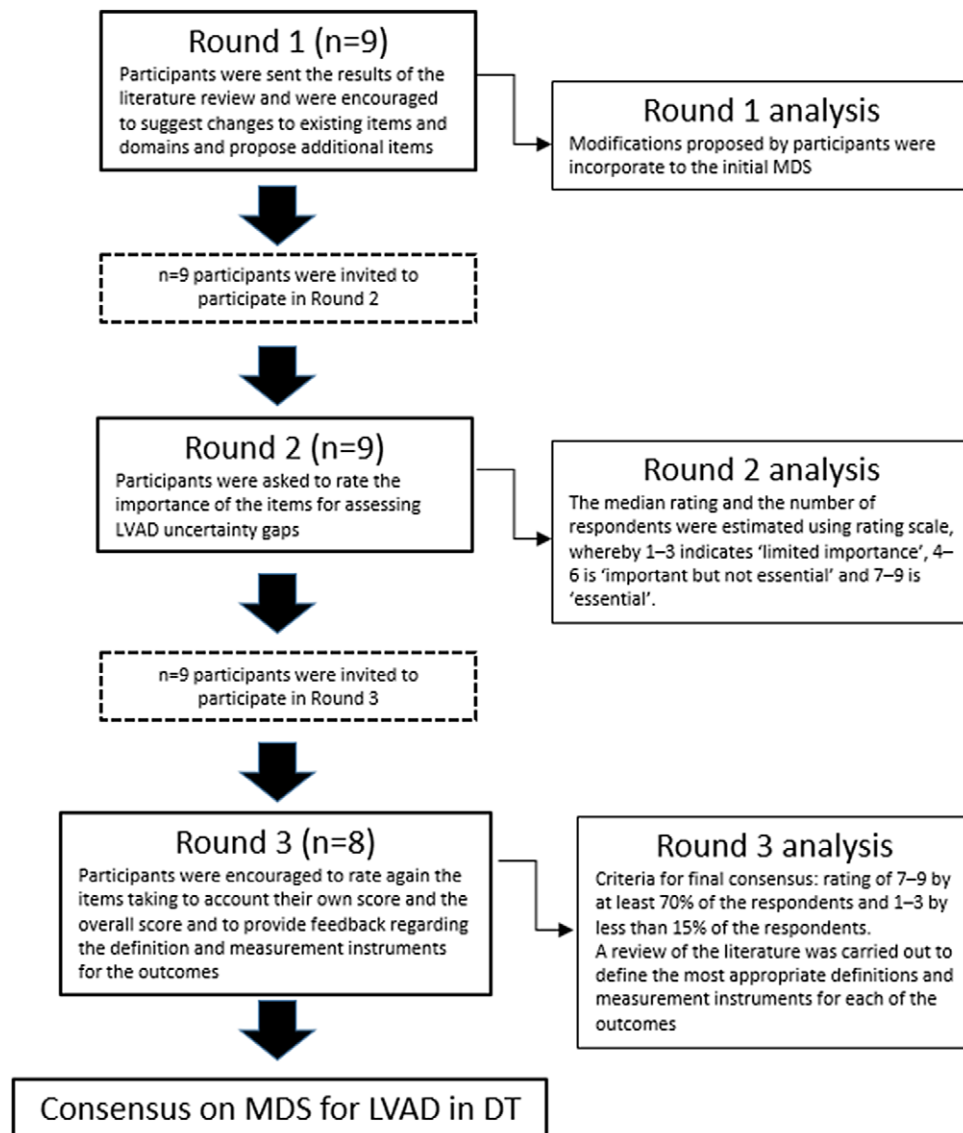 Round 1 (n=9)
Participants were sent the results of the
literature review and were encouraged
to suggest changes to existing items and
domains and propose additional items
Round 1 analysis
Modifications proposed by participants were
incorporate to the initial MDS
n=9 participants were invited to
participate in Round 2
Round 2 (n=9)
Participants were asked to rate the
importance of the items for assessing
LVAD uncertainty gaps
Round 2 analysis
The median rating and the number of
respondents were estimated using rating scale,
whereby 1–3 indicates ‘limited importance’, 4–
6 is ‘important but not essential’ and 7–9 is
‘essential’.
n=9 participants were invited to
participate in Round 3
Round 3 (n=8)
Participants were encouraged to rate again the
items taking to account their own score and
the overall score and to provide feedback regarding
the definition and measurement instruments
for the outcomes
Round 3 analysis
Criteria for final consensus: rating of 7–9 by
at least 70% of the respondents and 1–3 by
less than 15% of the respondents.
A review of the literature was carried out to
define the most appropriate definitions and
measurement instruments for each of the
outcomes
Consensus on MDS for LVAD in DT